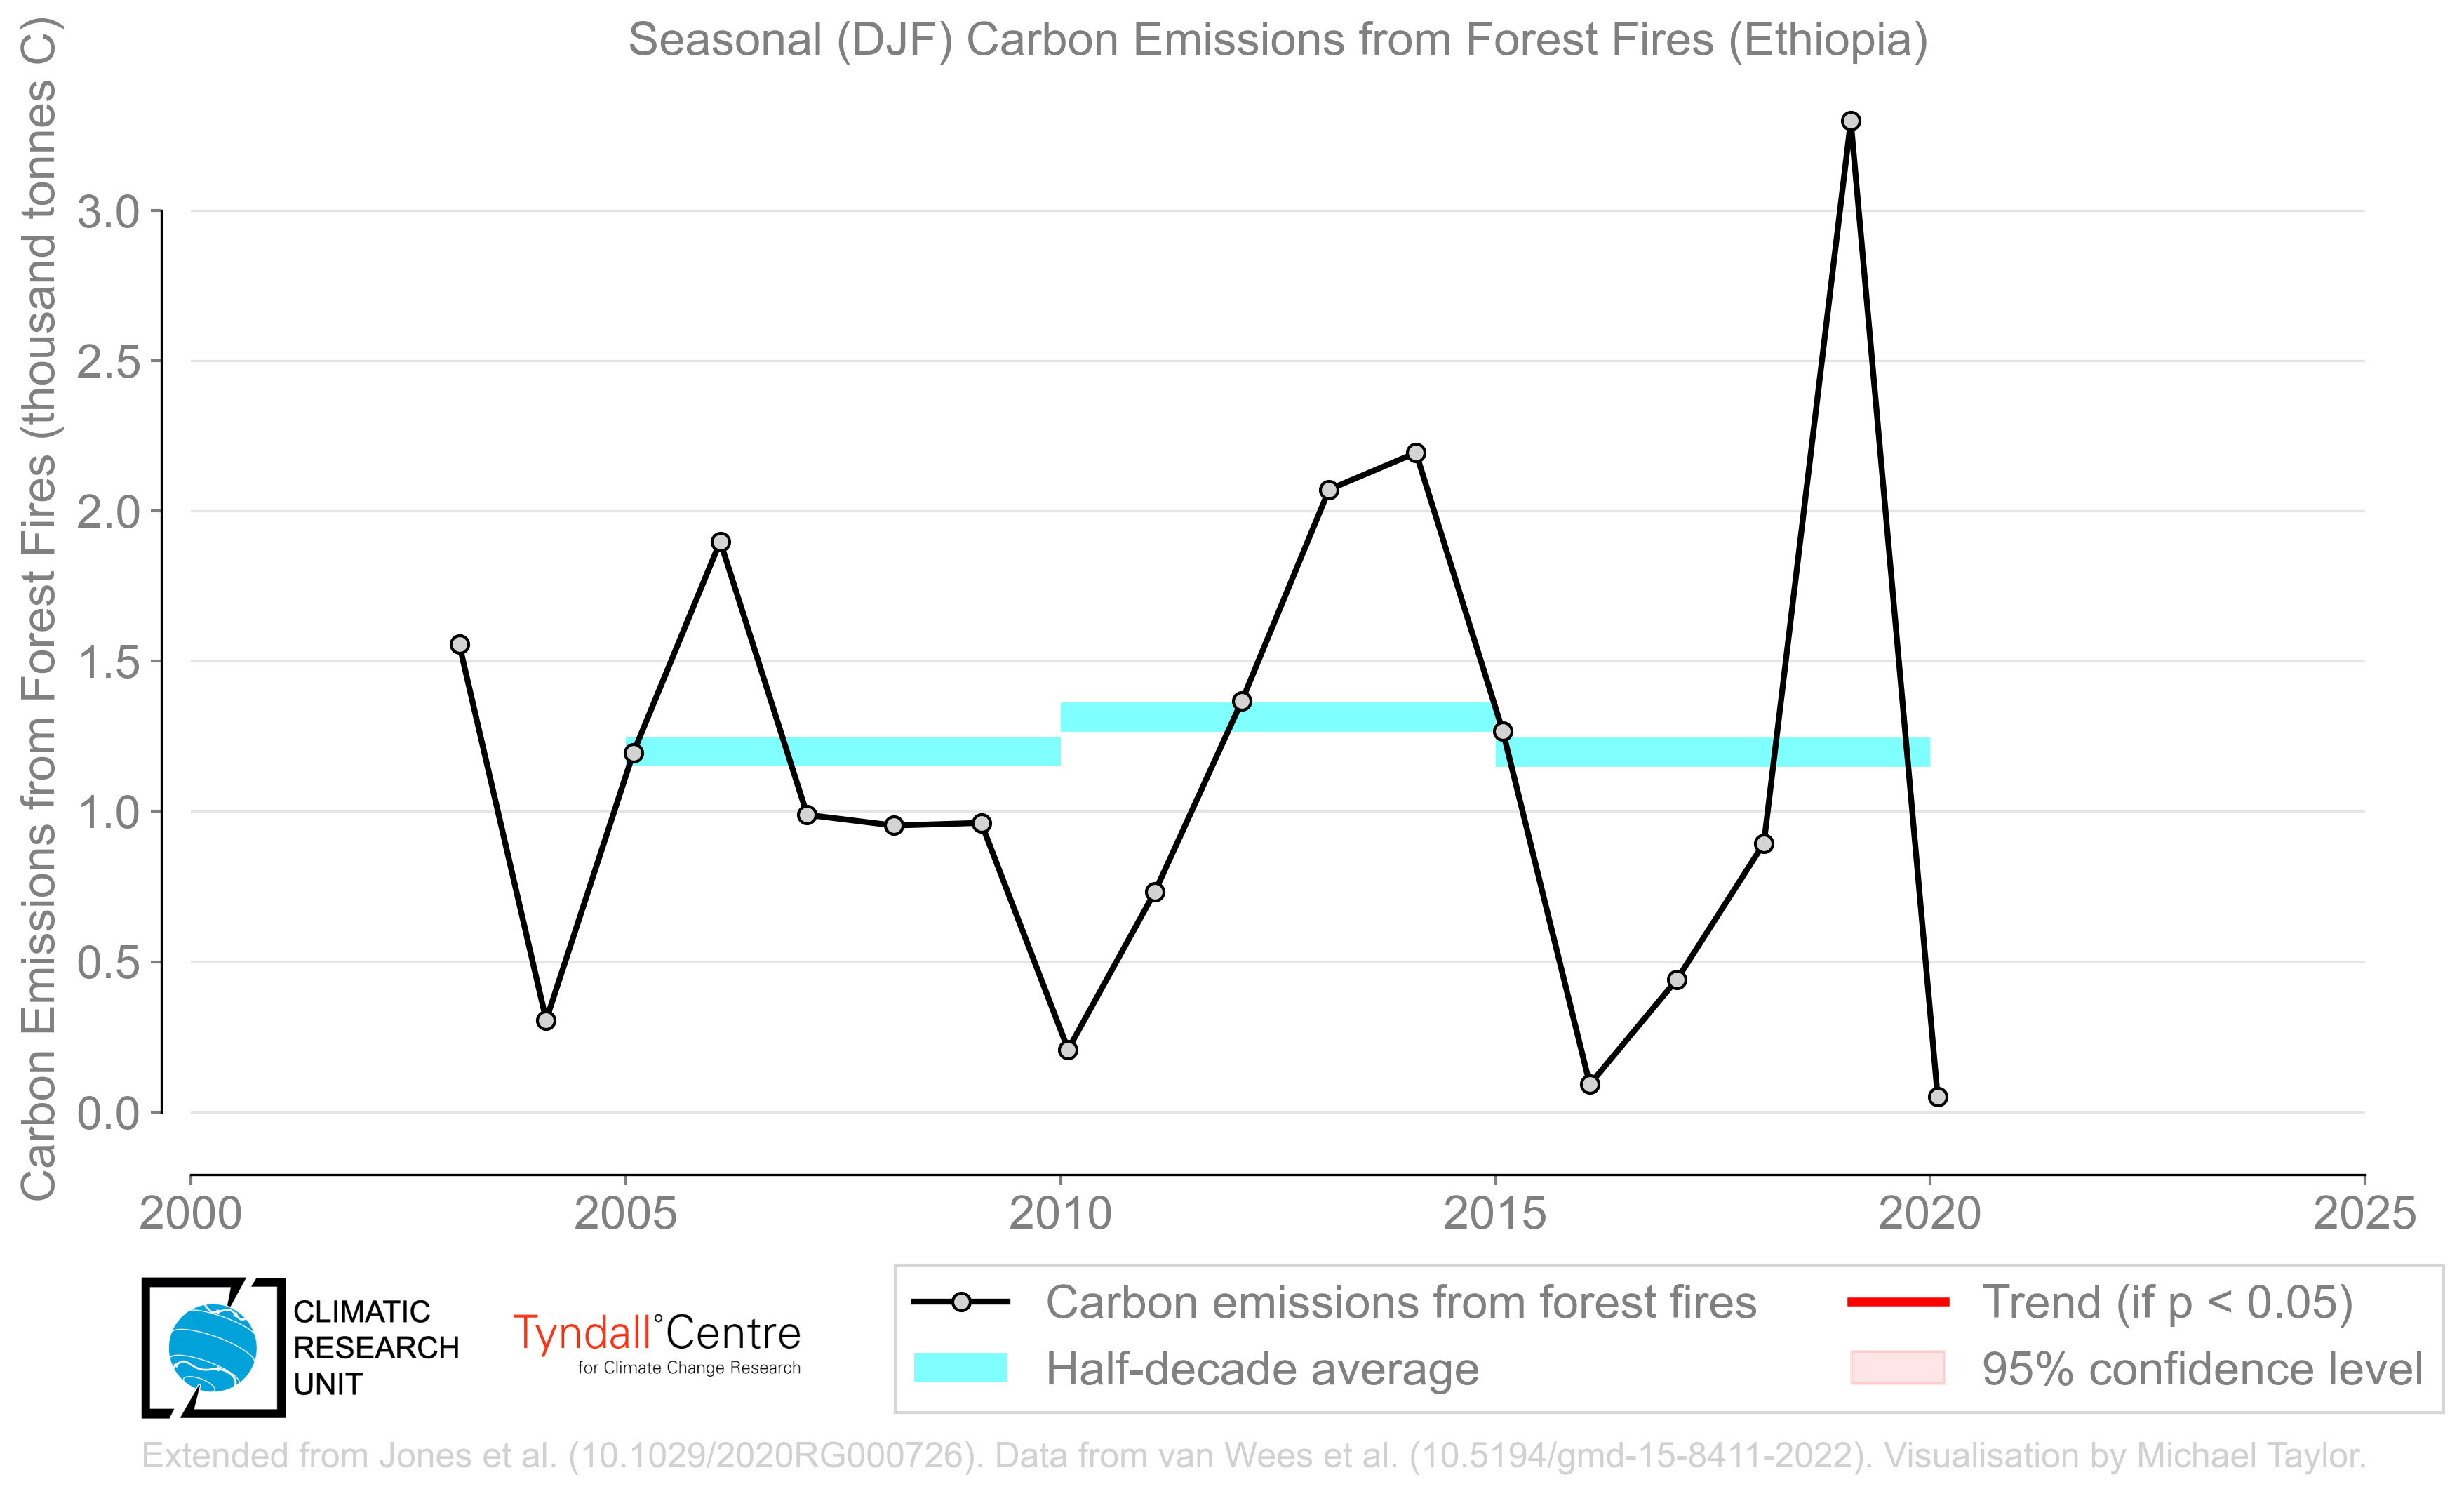 Seasonal (DJF) Carbon Emissions from Forest Fires (Ethiopia)
Carbon Emissions from Forest Fires (thousand tonnes C)
3.0
2.5
2.0
1.5
1.0
0.5
0.0
2000 2005 2010 2015 2020 2025
CLIMATIC
RESEARCH
UNIT
Tyndall°Centre
for Climate Change Research
Carbon emissions from forest fires
Half-decade average
Trend (if p < 0.05)
95% confidence level
Extended from Jones et al. (10.1029/2020RG000726). Data from van Wees et al. (10.5194/gmd-15-8411-2022). Visualisation by Michael Taylor.